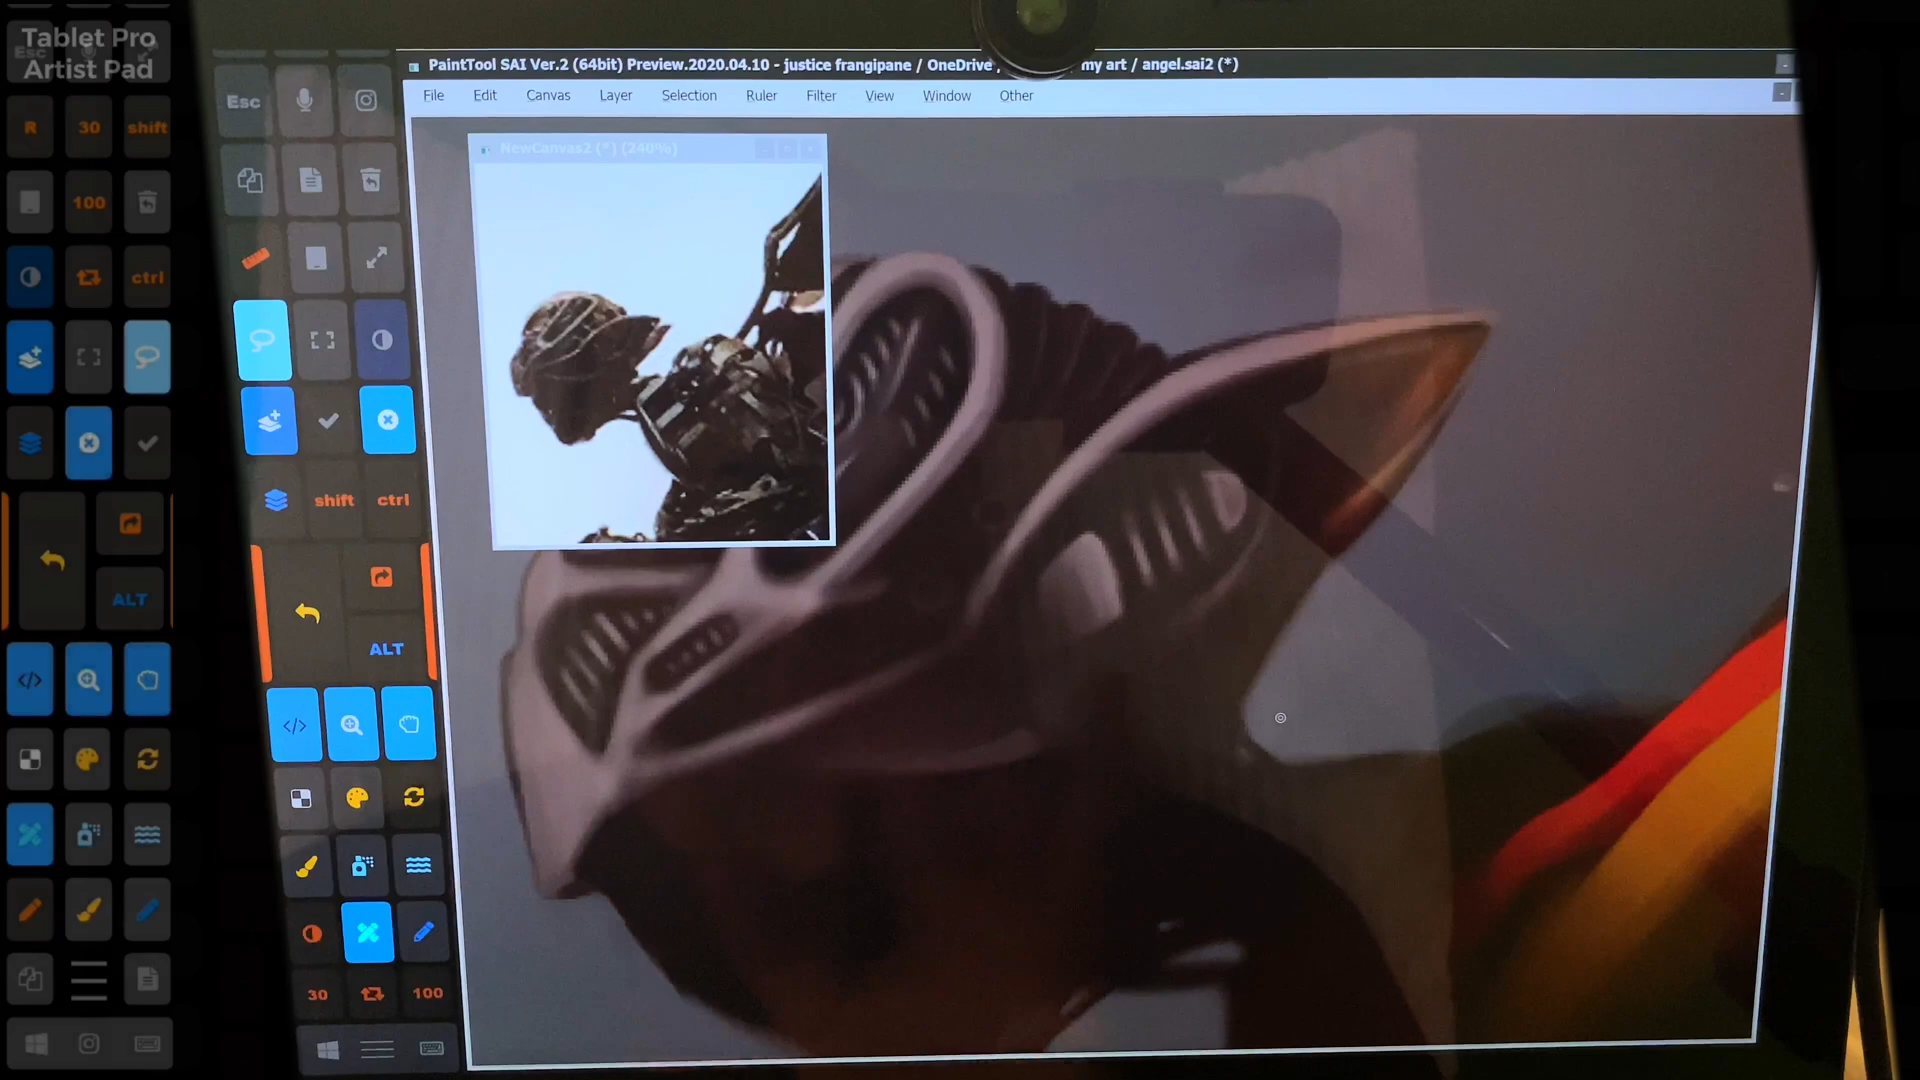 Tablet Pro
Artist Pad
R 30 shift
100
ctrl
ALT
Esc
shift ctrl
ALT
30 100
PaintTool SAI Ver.2 (64bit) Preview.2020.04.10 - justice frangipane / OneDrive my art / angel.sai2 (*)
File Edit Canvas Layer Selection Ruler Filter View Window Other
NewCanvas2 (*) (240%)